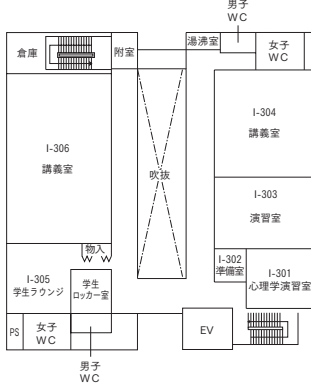 男子
WC
倉庫
附室
湯沸室
女子
WC
I-304
講義室
I-306
講義室
吹抜
I-303
演習室
物入
I-302
準備室
I-301
心理学演習室
I-305
学生ラウンジ
学生
ロッカー室
PS
女子
WC
EV
男子
WC